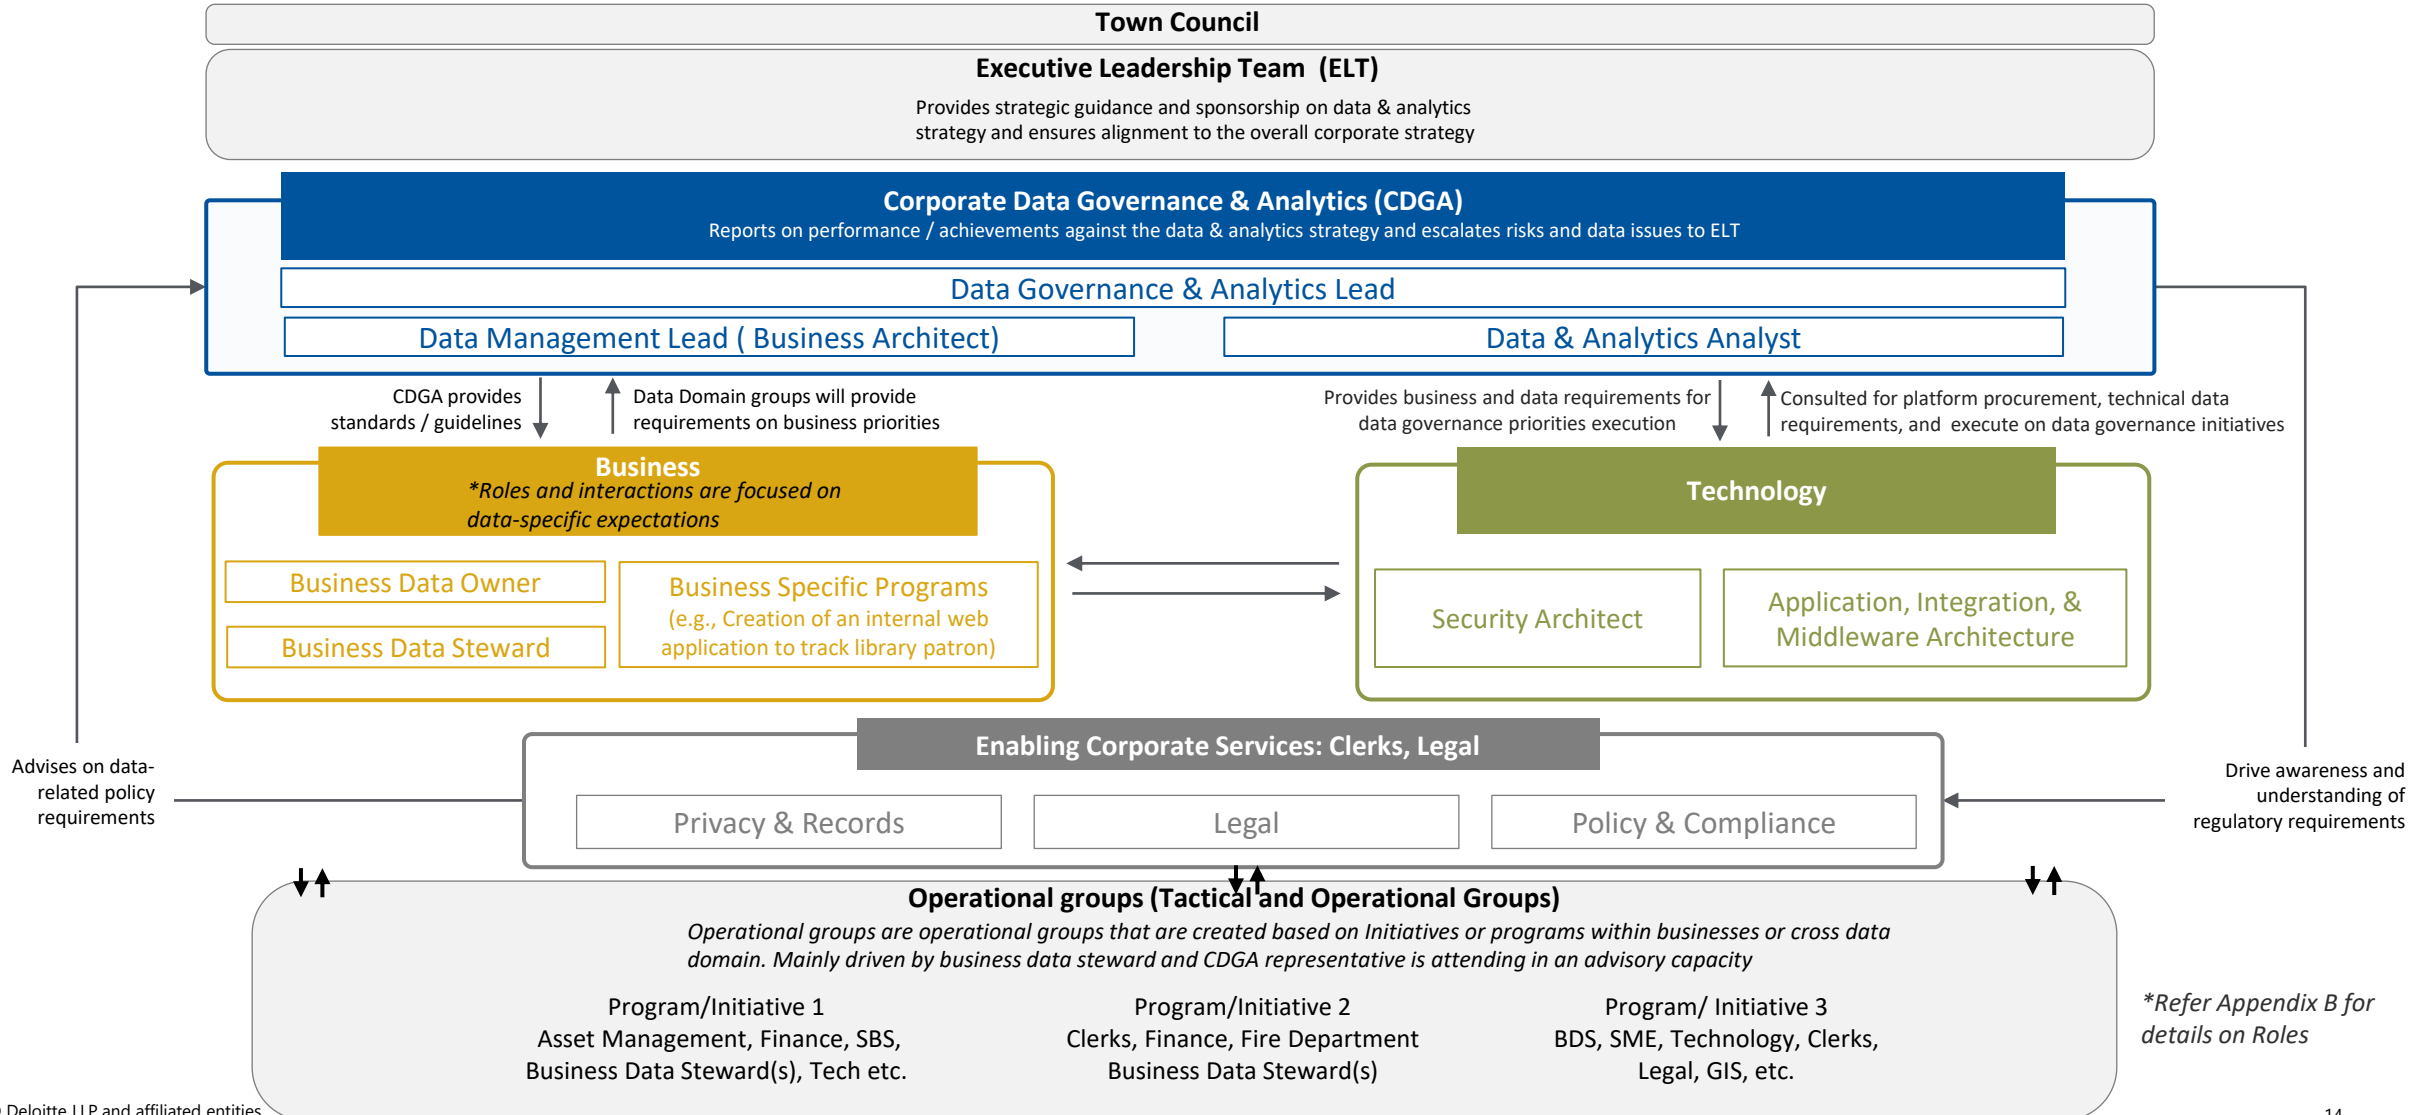 Town Council
Executive Leadership Team (ELT)
Provides strategic guidance and sponsorship on data & analytics
strategy and ensures alignment to the overall corporate strategy
Corporate Data Governance & Analytics (CDGA)
Reports on performance / achievements against the data & analytics strategy and escalates risks and data issues to ELT
Data Governance & Analytics Lead
Data Management Lead ( Business Architect)
Data & Analytics Analyst
CDGA provides
standards / guidelines
Data Domain groups will provide
requirements on business priorities
Provides business and data requirements for
data governance priorities execution
Consulted for platform procurement, technical data
requirements, and execute on data governance initiatives
Business
*Roles and interactions are focused on
data-specific expectations
Business Data Owner
Business Data Steward
Business Specific Programs
(e.g., Creation of an internal web
application to track library patron)
Technology
Security Architect
Application, Integration, &
Middleware Architecture
Enabling Corporate Services: Clerks, Legal
Privacy & Records
Legal
Policy & Compliance
Advises on data-
related policy
requirements
Drive awareness and
understanding of
regulatory requirements
Operational groups (Tactical and Operational Groups)
Operational groups are operational groups that are created based on Initiatives or programs within businesses or cross data
domain. Mainly driven by business data steward and CDGA representative is attending in an advisory capacity
Program/Initiative 1
Asset Management, Finance, SBS,
Business Data Steward(s), Tech etc.
Program/Initiative 2
Clerks, Finance, Fire Department
Business Data Steward(s)
Program/ Initiative 3
BDS, SME, Technology, Clerks,
Legal, GIS, etc.
*Refer Appendix B for
details on Roles
Deloitte LLP and affiliated entities
14